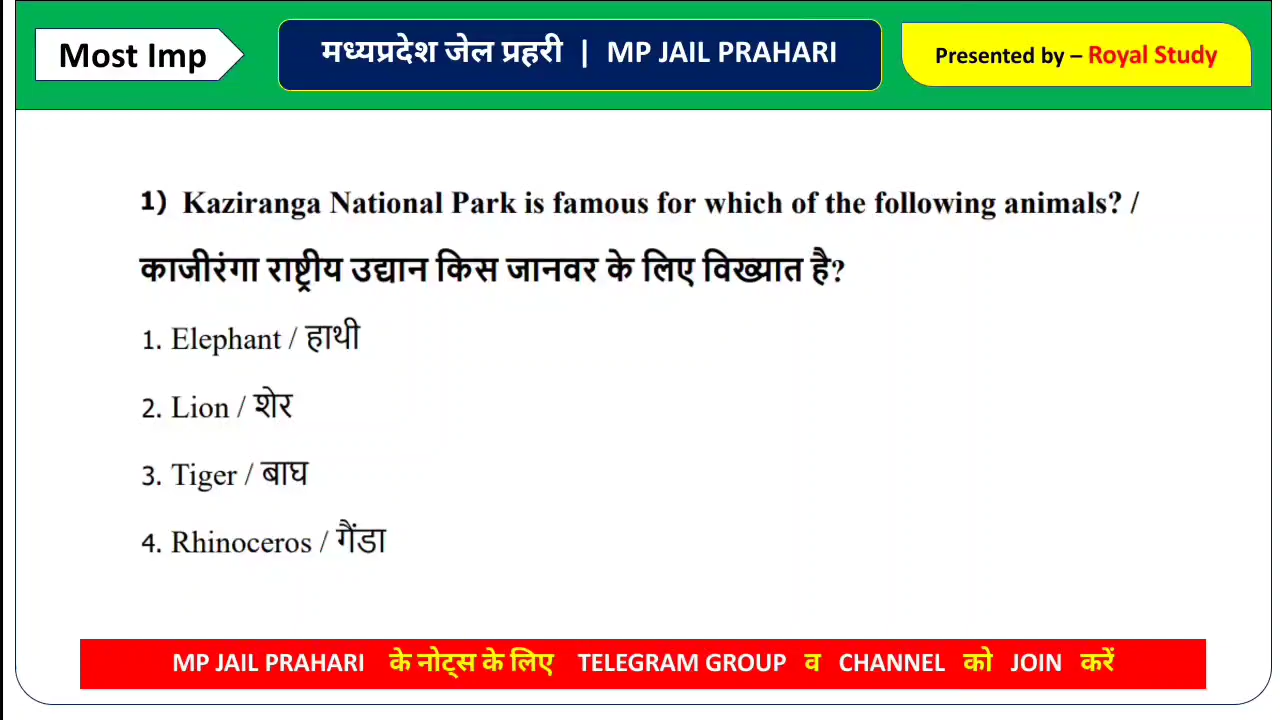 Most Imp
मध्यप्रदेश जेल प्रहरी | MP JAIL PRAHARI
Presented by – Royal Study
1) Kaziranga National Park is famous for which of the following animals? /
काजीरंगा राष्ट्रीय उद्यान किस जानवर के लिए विख्यात है?
1. Elephant / हाथी
2. Lion / शेर
3. Tiger / बाघ
4. Rhinoceros / गैंडा
MP JAIL PRAHARI के नोट्स के लिए TELEGRAM GROUP व CHANNEL को JOIN करें